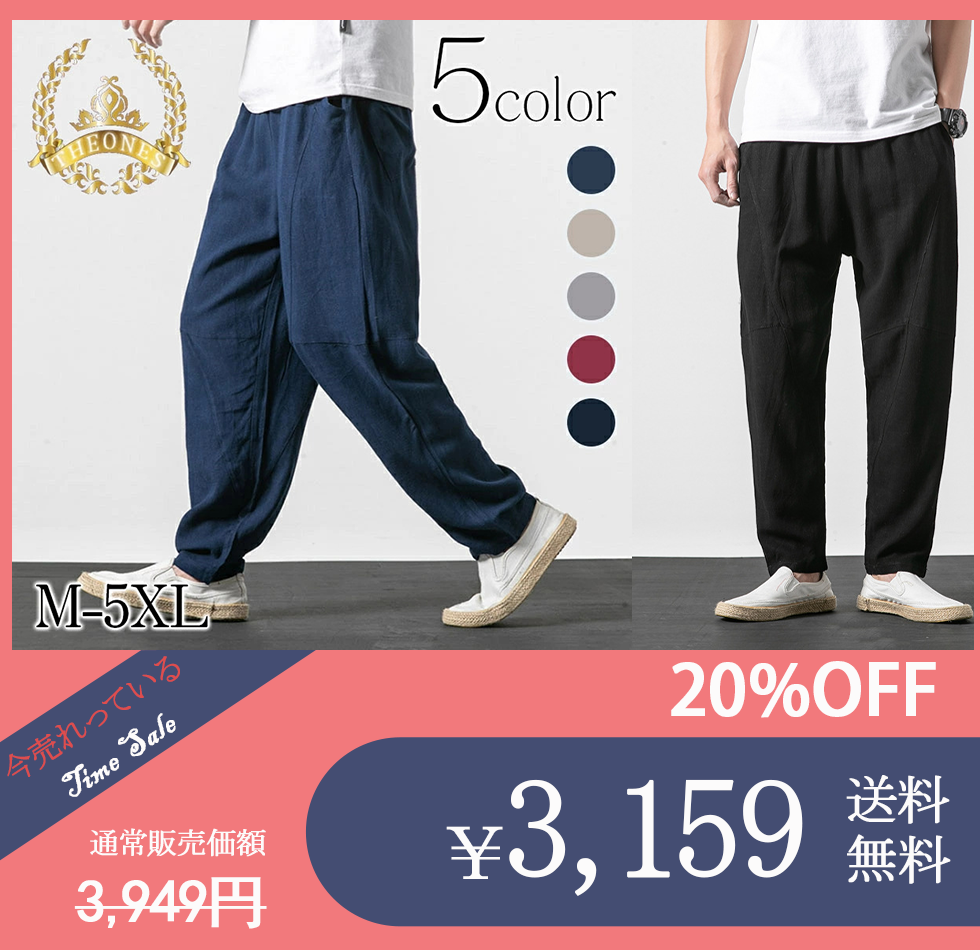 THEONES
5color
M-5XL
今売れっている
Time Sale
20%OFF
通常販売価額
3,949円
¥3,159
送料
無料